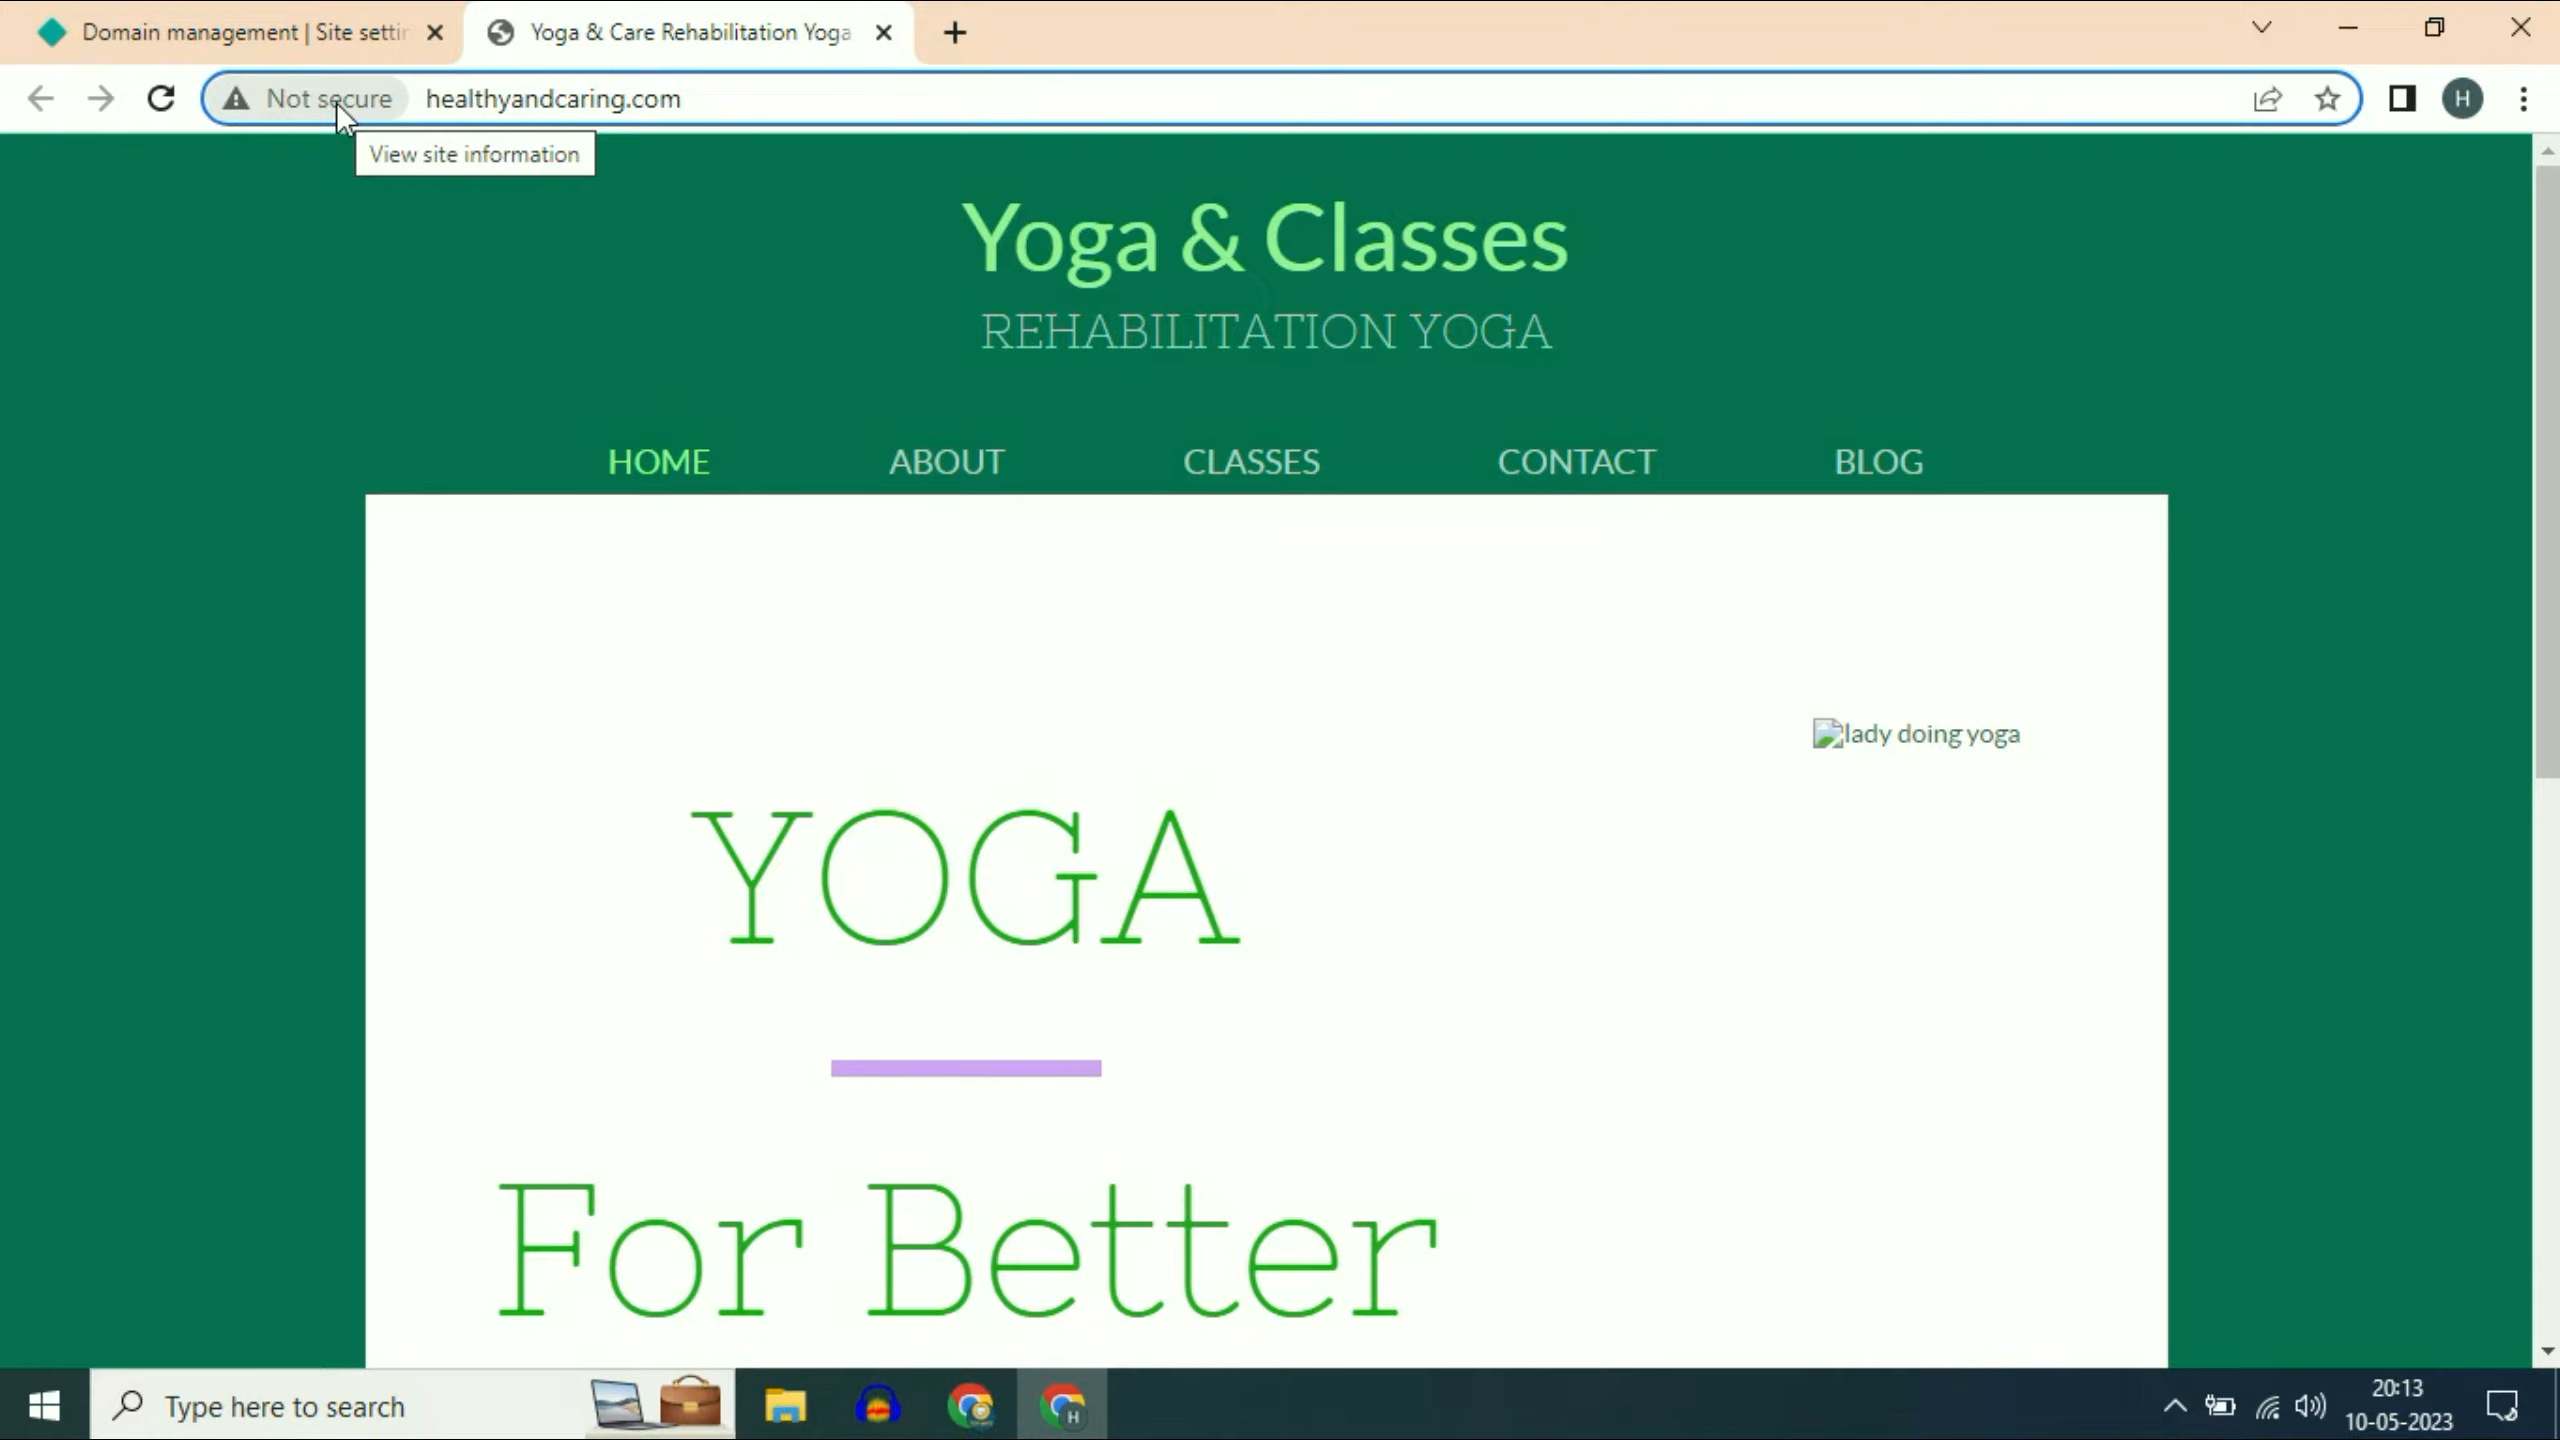 Domain management | Site settin
Yoga & Care Rehabilitation Yoga
Not secure
healthyandcaring.com
H
View site information
Yoga & Classes
REHABILITATION YOGA
HOME
ABOUT
CLASSES
CONTACT
BLOG
lady doing yoga
YOGA
For Better
Type here to search
H
20:13
10-05-2023